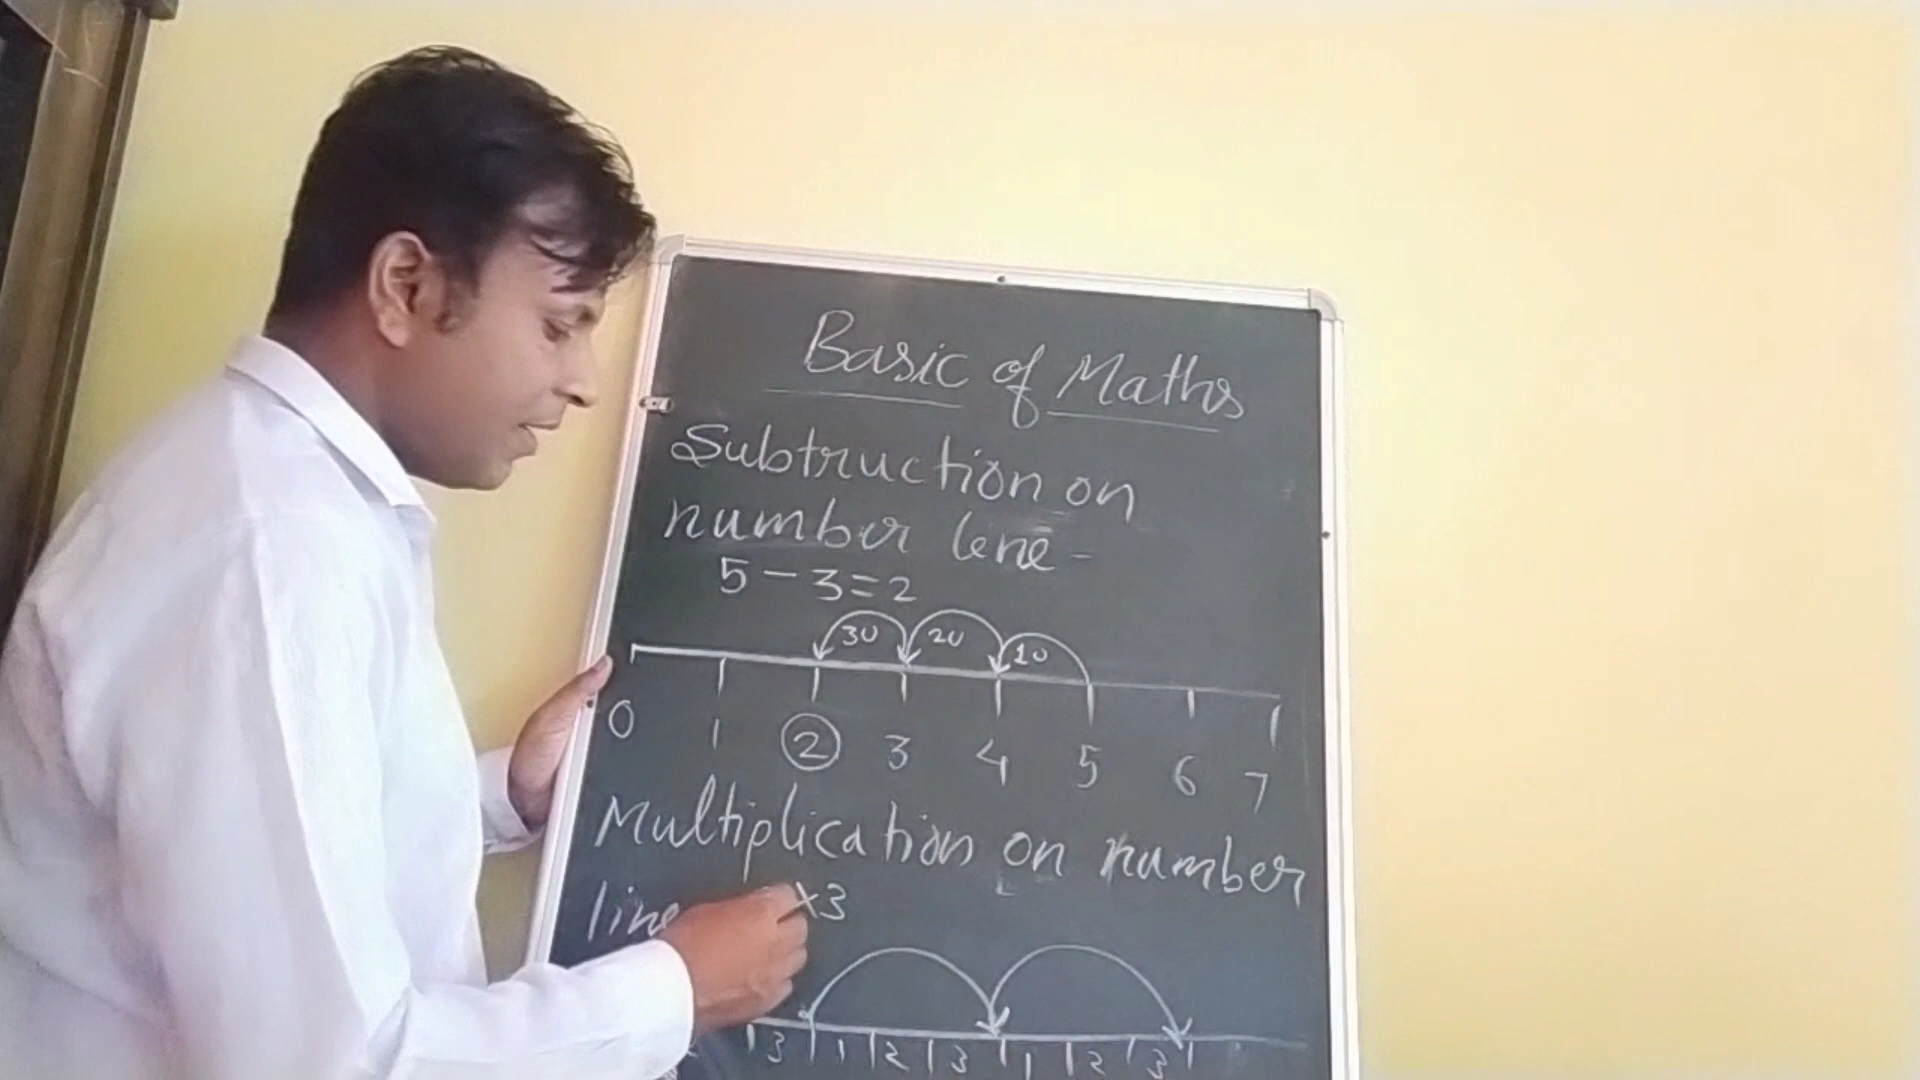 Basic of Maths
Subtruction on
number line -
5 - 3 = 2
3U 2U 1U
0 1 2 3 4 5 6 7
Multiplication on number
line
×3
3 1 2 3 1 2 3